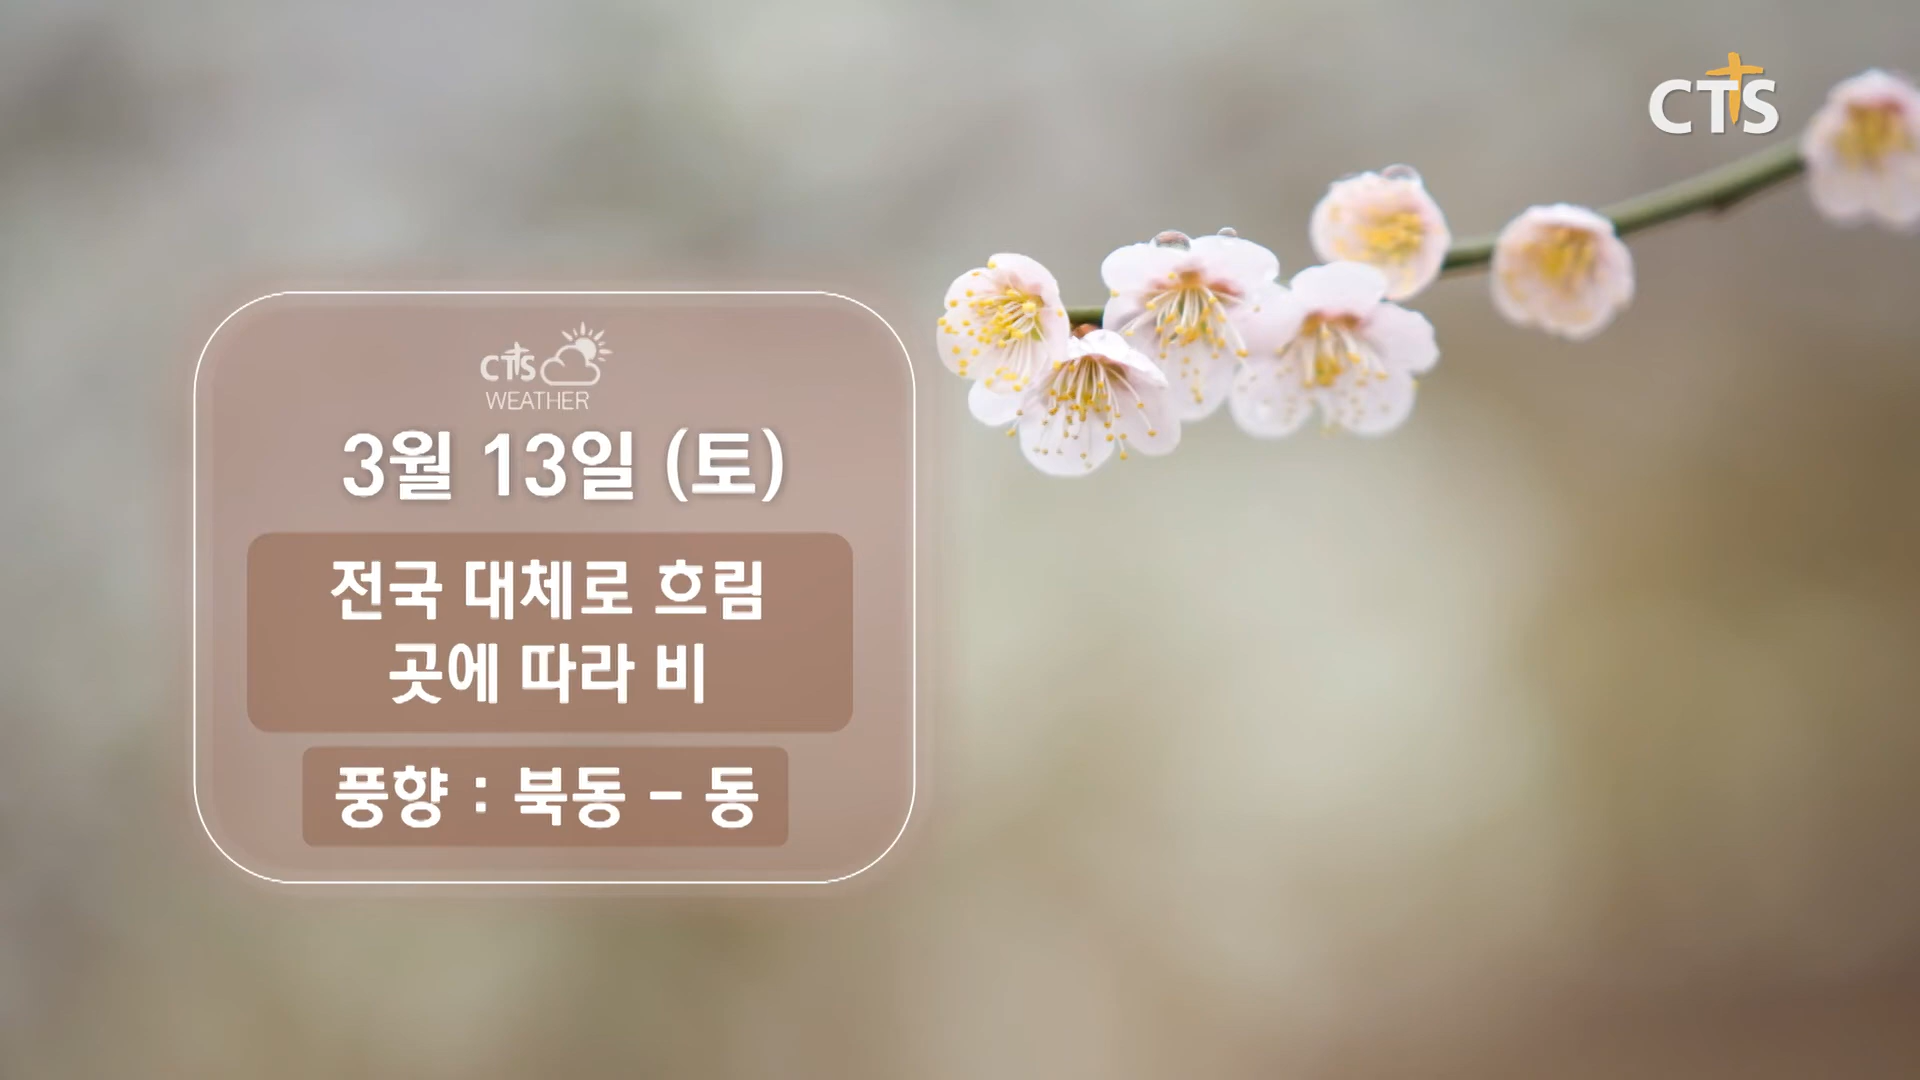 CTS
CTS
WEATHER
3월 13일 (토)
전국 대체로 흐림
곳에 따라 비
풍향 : 북동 - 동